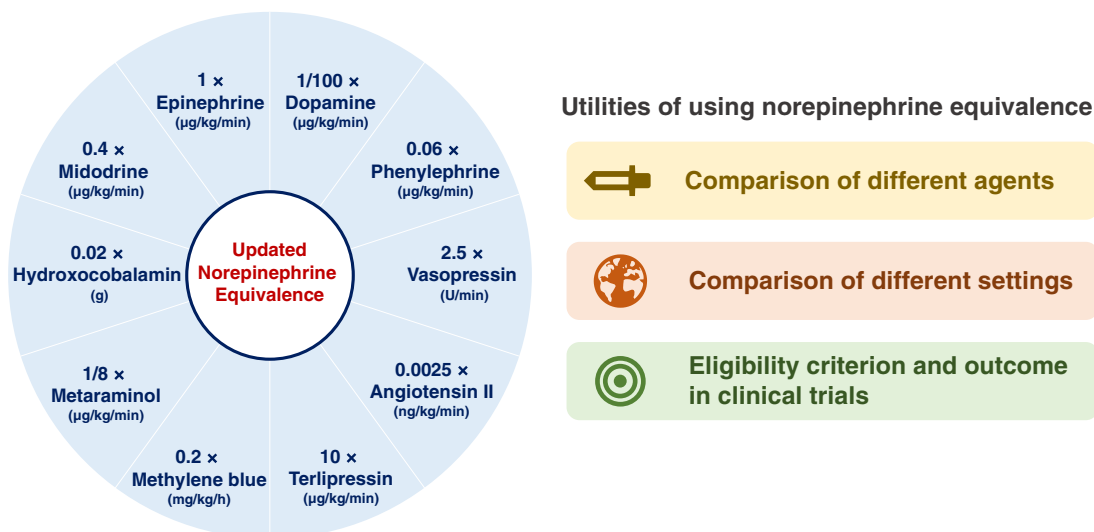 1 ×
Epinephrine
(µg/kg/min)
1/100 ×
Dopamine
(µg/kg/min)
0.06 ×
Phenylephrine
(µg/kg/min)
2.5 ×
Vasopressin
(U/min)
0.0025 ×
Angiotensin II
(ng/kg/min)
10 ×
Terlipressin
(µg/kg/min)
0.2 ×
Methylene blue
(mg/kg/h)
1/8 ×
Metaraminol
(µg/kg/min)
0.02 ×
Hydroxocobalamin
(g)
0.4 ×
Midodrine
(µg/kg/min)
Updated
Norepinephrine
Equivalence
Utilities of using norepinephrine equivalence
Comparison of different agents
Comparison of different settings
Eligibility criterion and outcome
in clinical trials